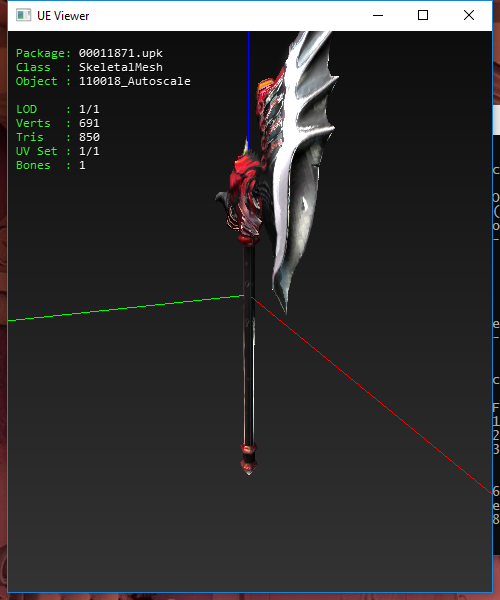 UE Viewer
Package: 00011871.upk
Class : SkeletalMesh
Object : 110018_Autoscale
LOD : 1/1
Verts : 691
Tris : 850
UV Set : 1/1
Bones : 1